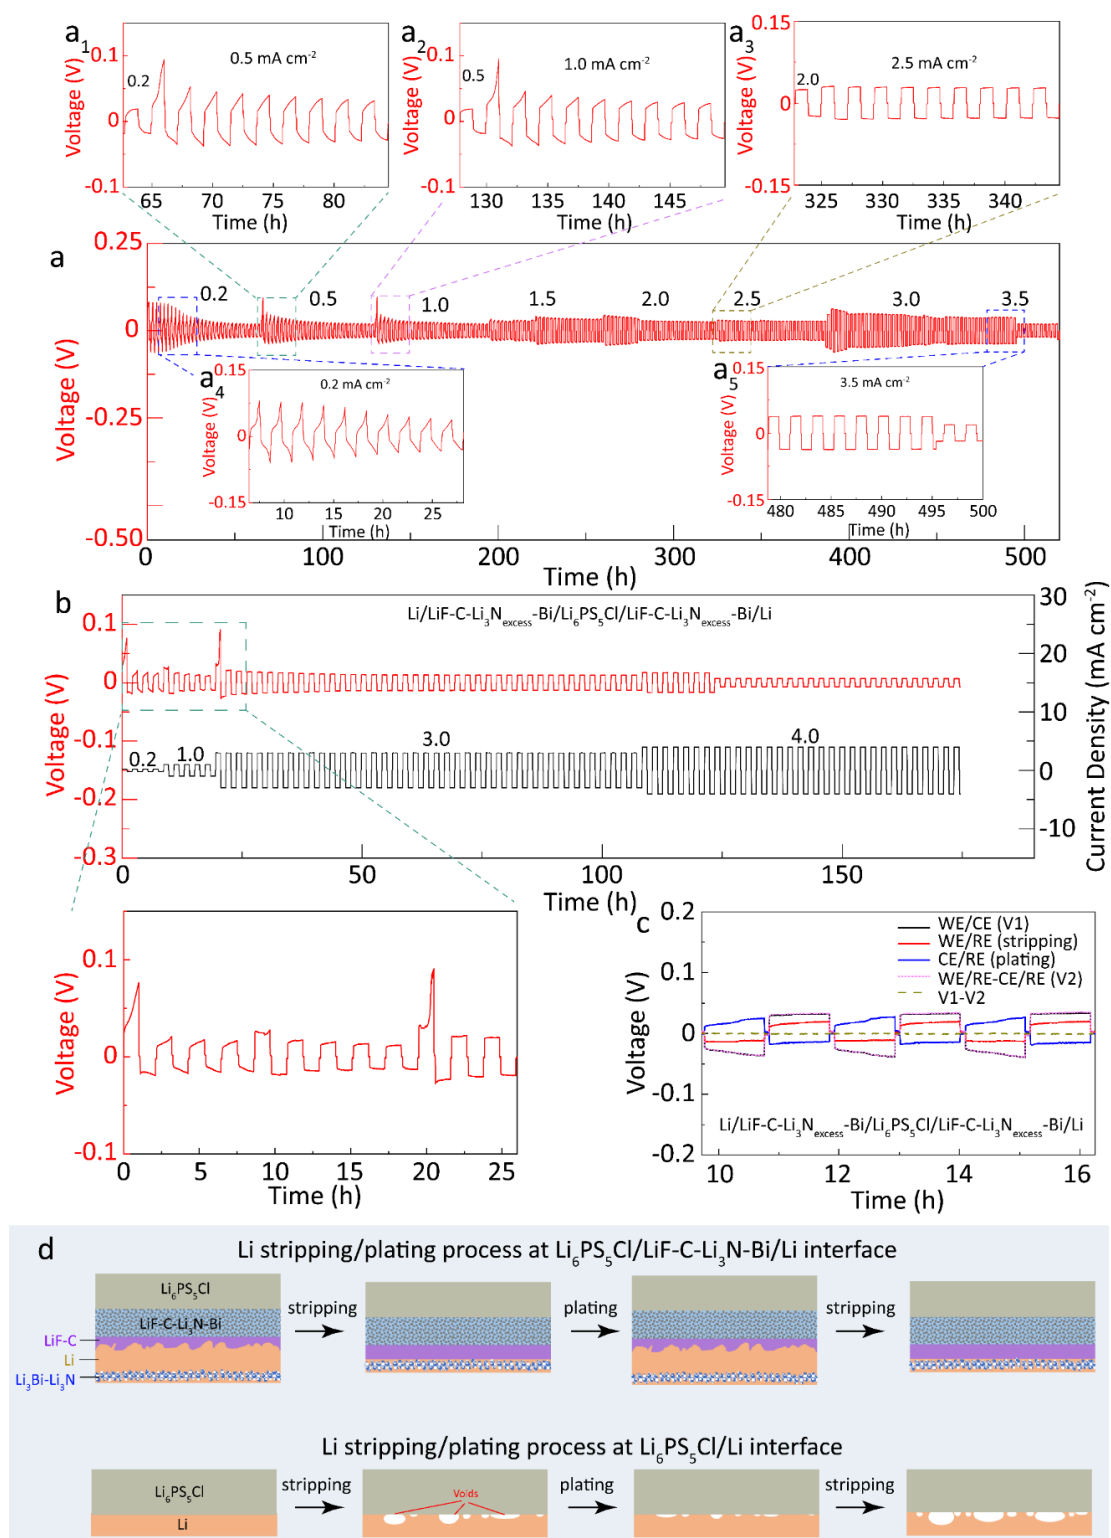 a1
0.5 mA cm-2
0.2
Voltage (V)
0.1
0
-0.1
65 70 75 80
Time (h)
a2
1.0 mA cm-2
0.5
Voltage (V)
0.1
0
-0.1
130 135 140 145
Time (h)
a3
2.5 mA cm-2
2.0
Voltage (V)
0.15
0
-0.15
325 330 335 340
Time (h)
a
Voltage (V)
0.25
0
-0.25
-0.50
0.2 0.5 1.0 1.5 2.0 2.5 3.0 3.5
0 100 200 300 400 500
Time (h)
a4
0.2 mA cm-2
Voltage (V)
0.15
0
-0.15
10 15 20 25
Time (h)
a5
3.5 mA cm-2
Voltage (V)
0.15
0
-0.15
480 485 490 495 500
Time (h)
b
Li/LiF-C-Li3Nexcess-Bi/Li6PS5Cl/LiF-C-Li3Nexcess-Bi/Li
Voltage (V)
0.1
0
-0.1
-0.2
-0.3
0.2 1.0 3.0 4.0
30
20
10
0
-10
Current Density (mA cm-2)
0 50 100 150
Time (h)
Voltage (V)
0.1
0
-0.1
0 5 10 15 20 25
Time (h)
c
WE/CE (V1)
WE/RE (stripping)
CE/RE (plating)
WE/RE-CE/RE (V2)
V1-V2
Voltage (V)
0.2
0.1
0
-0.1
-0.2
Li/LiF-C-Li3Nexcess-Bi/Li6PS5Cl/LiF-C-Li3Nexcess-Bi/Li
10 12 14 16
Time (h)
d
Li stripping/plating process at Li6PS5Cl/LiF-C-Li3N-Bi/Li interface
Li6PS5Cl
LiF-C-Li3N-Bi
LiF-C
Li
Li3Bi-Li3N
stripping
plating
stripping
Li stripping/plating process at Li6PS5Cl/Li interface
Li6PS5Cl
Li
stripping
Voids
plating
stripping